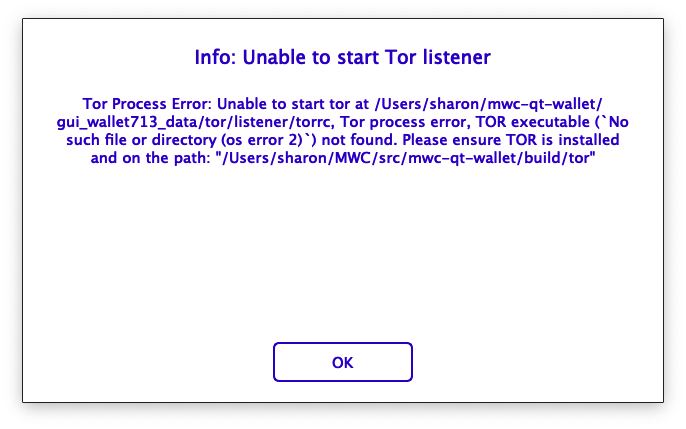 Info: Unable to start Tor listener
Tor Process Error: Unable to start tor at /Users/sharon/mwc-qt-wallet/
gui_wallet713_data/tor/listener/torrc, Tor process error, TOR executable (`No
such file or directory (os error 2)`) not found. Please ensure TOR is installed
and on the path: "/Users/sharon/MWC/src/mwc-qt-wallet/build/tor"
OK